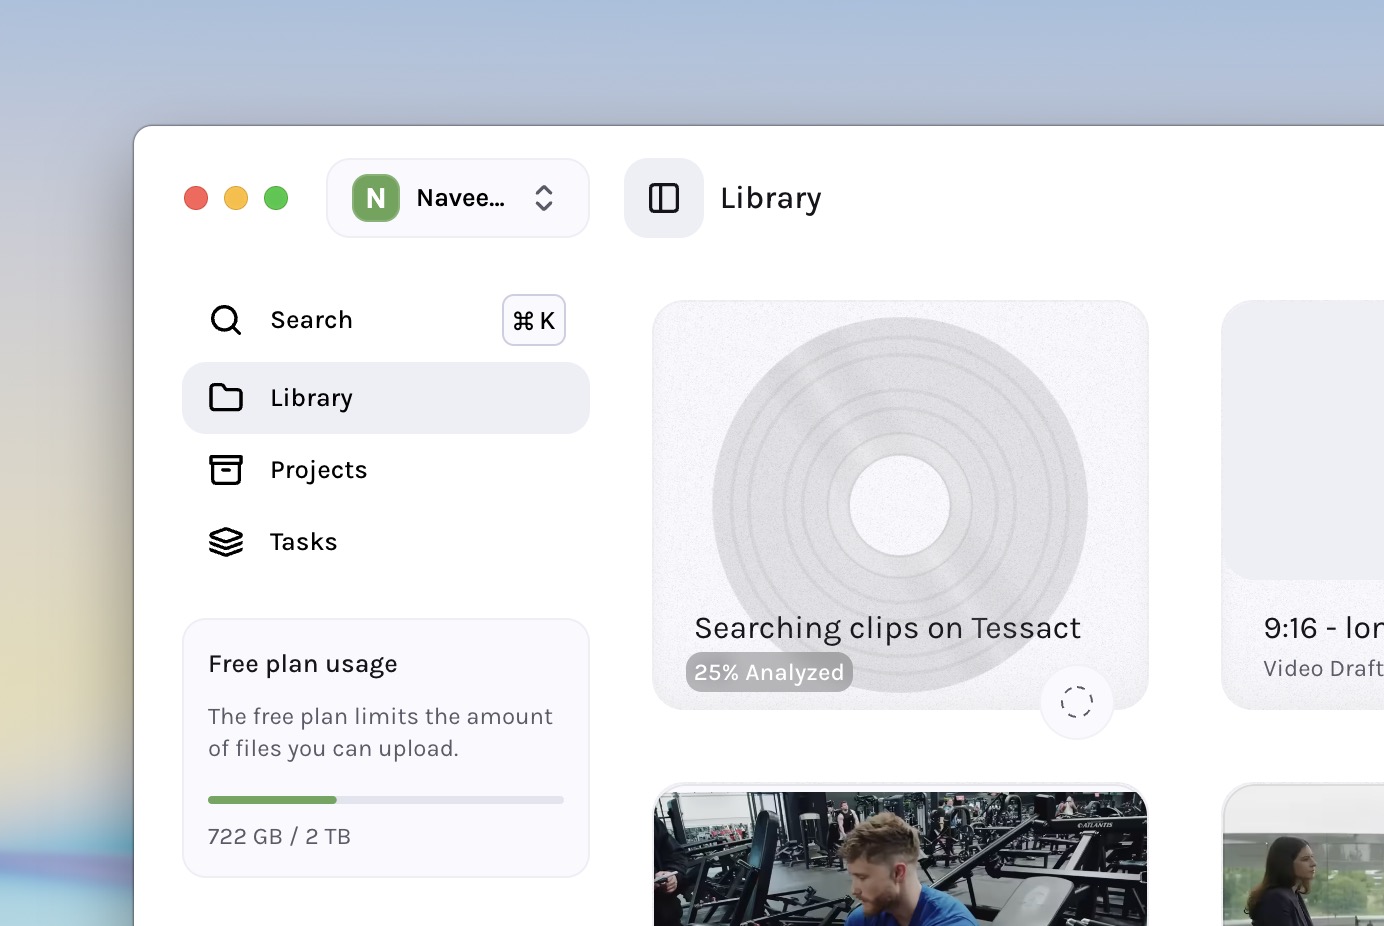 N Navee...
Library
Search
⌘ K
Library
Projects
Tasks
Free plan usage
The free plan limits the amount
of files you can upload.
722 GB / 2 TB
Searching clips on Tessact
25% Analyzed
9:16 - lon
Video Draft
ATLANTIS